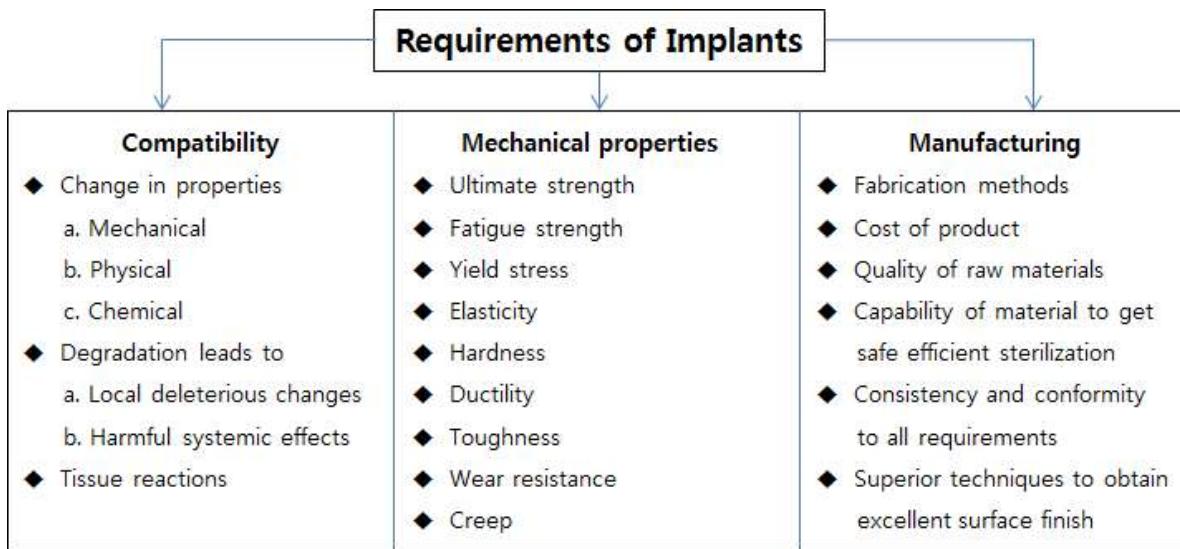 Requirements of Implants
Compatibility
◆ Change in properties
a. Mechanical
b. Physical
c. Chemical
◆ Degradation leads to
a. Local deleterious changes
b. Harmful systemic effects
◆ Tissue reactions
Mechanical properties
◆ Ultimate strength
◆ Fatigue strength
◆ Yield stress
◆ Elasticity
◆ Hardness
◆ Ductility
◆ Toughness
◆ Wear resistance
◆ Creep
Manufacturing
◆ Fabrication methods
◆ Cost of product
◆ Quality of raw materials
◆ Capability of material to get
safe efficient sterilization
◆ Consistency and conformity
to all requirements
◆ Superior techniques to obtain
excellent surface finish